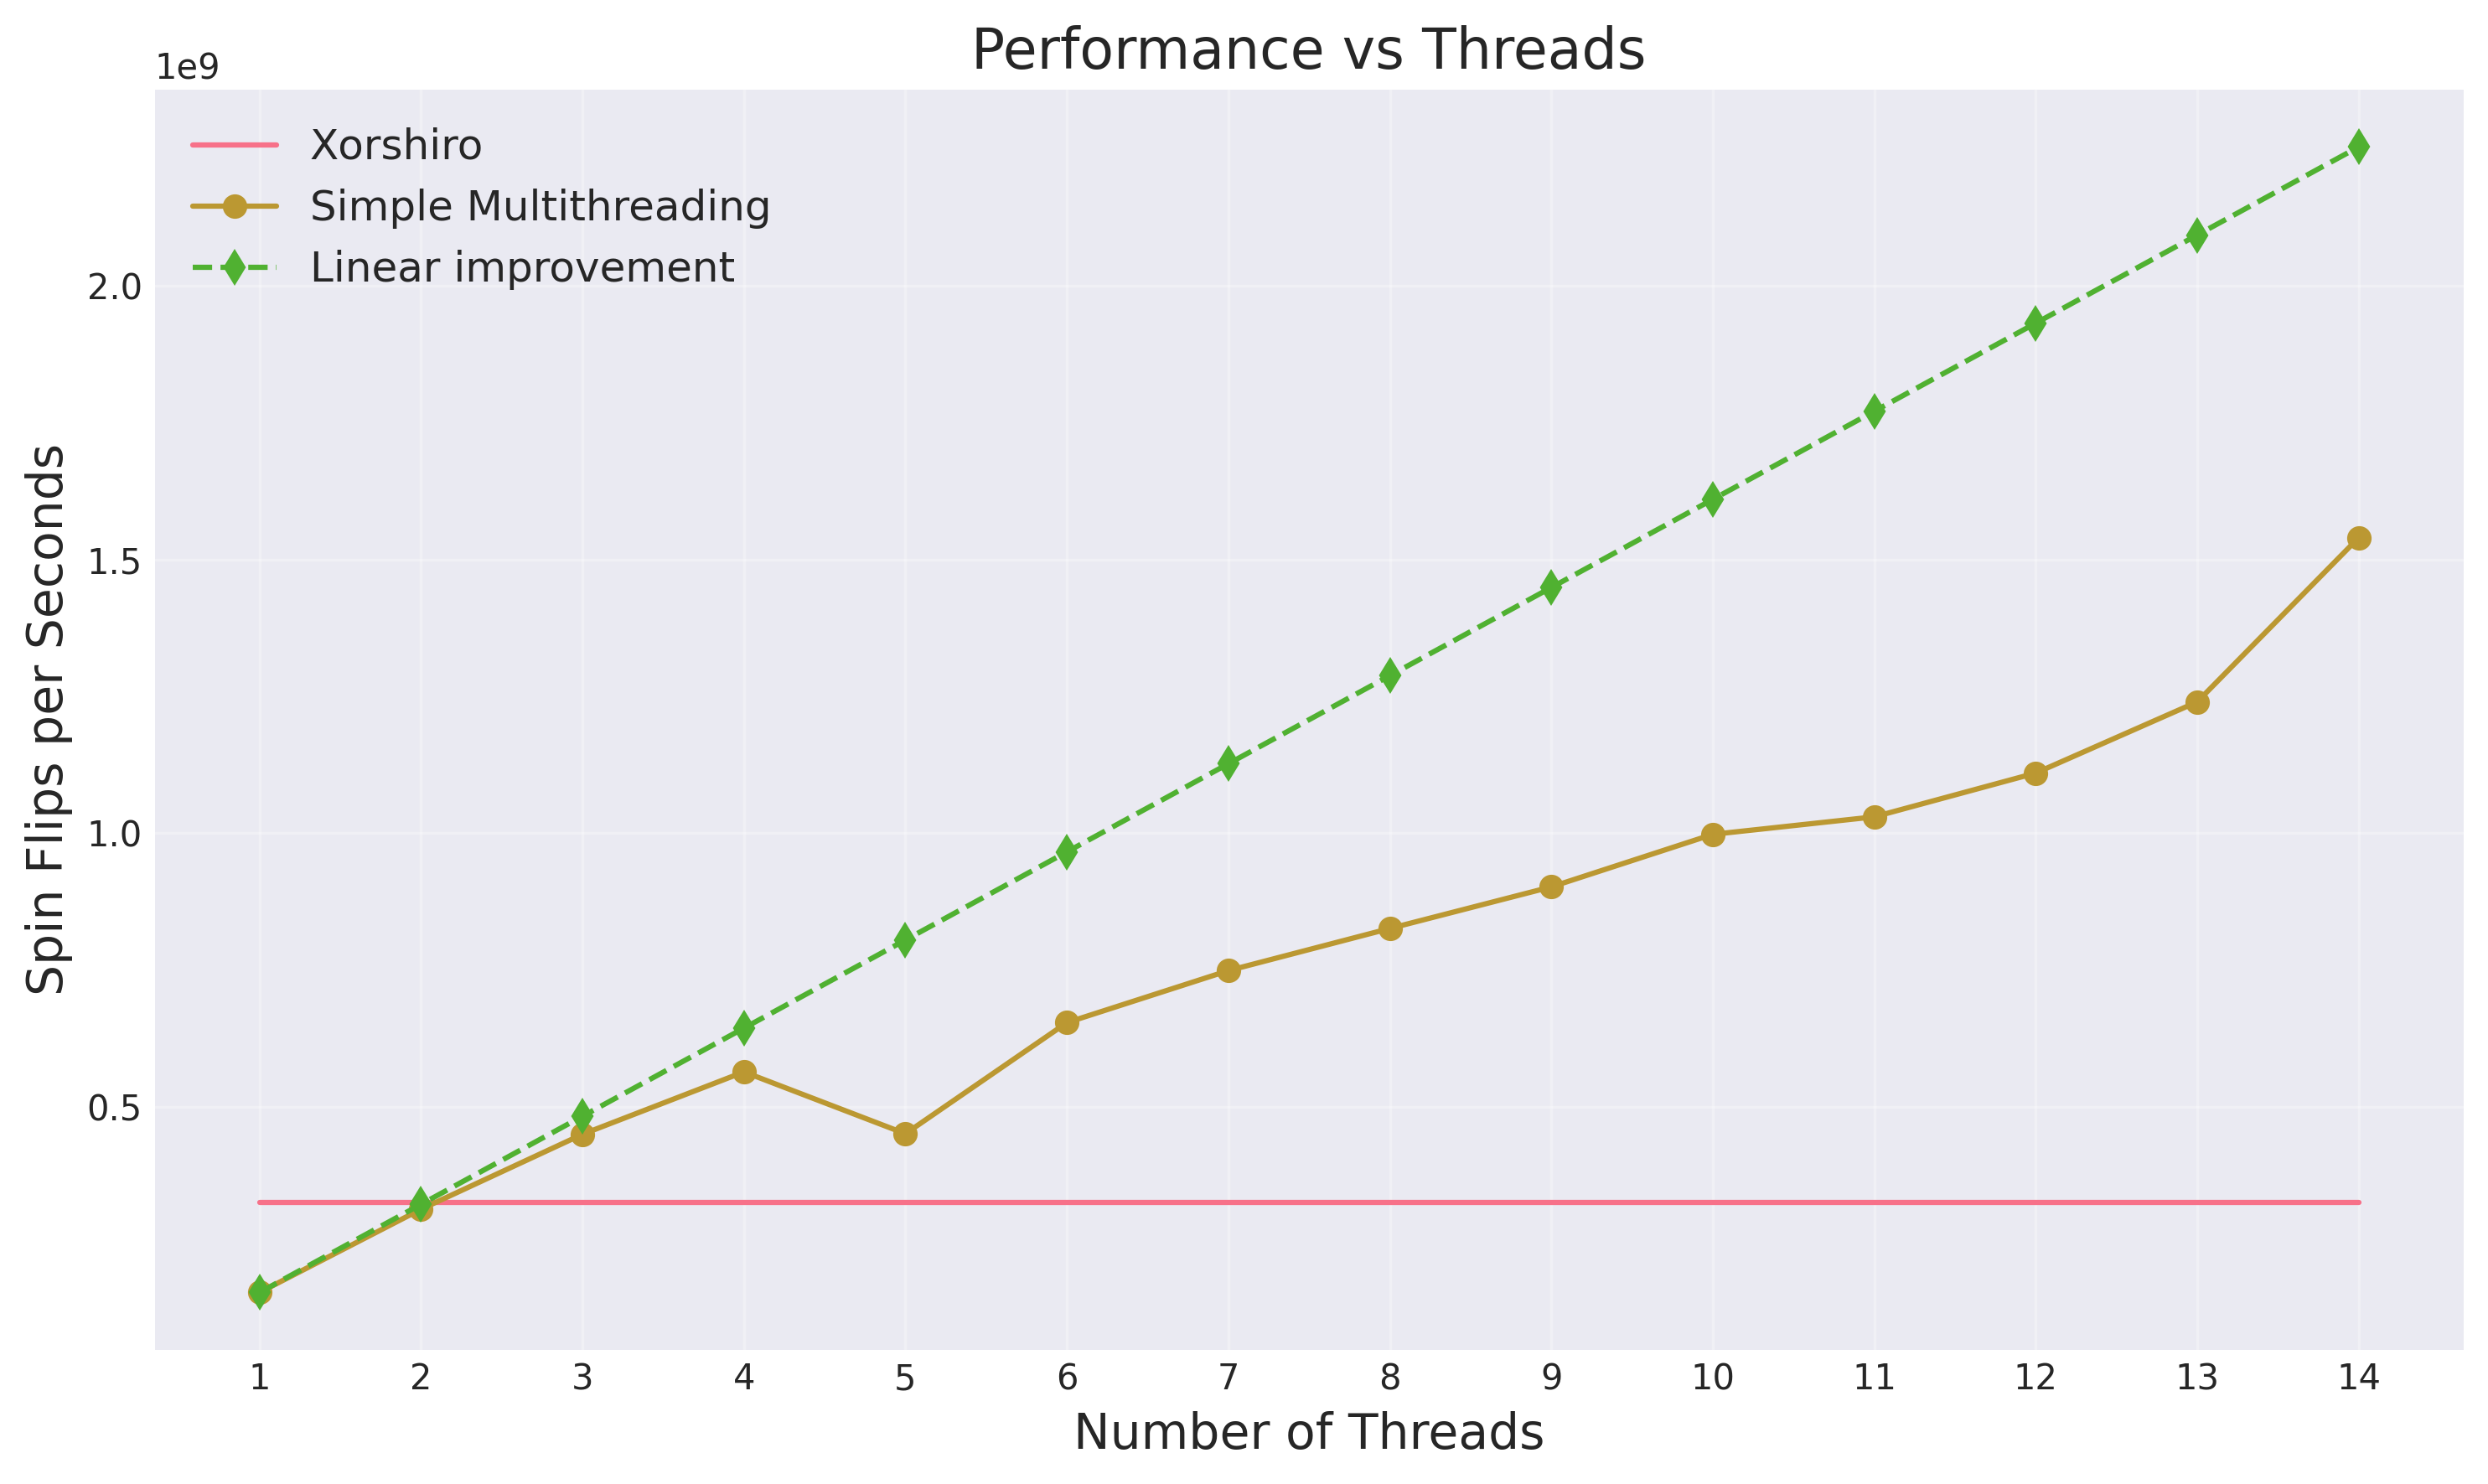 Performance vs Threads
1e9
Xorshiro
Simple Multithreading
Linear improvement
2.0
1.5
1.0
0.5
Spin Flips per Seconds
1 2 3 4 5 6 7 8 9 10 11 12 13 14
Number of Threads